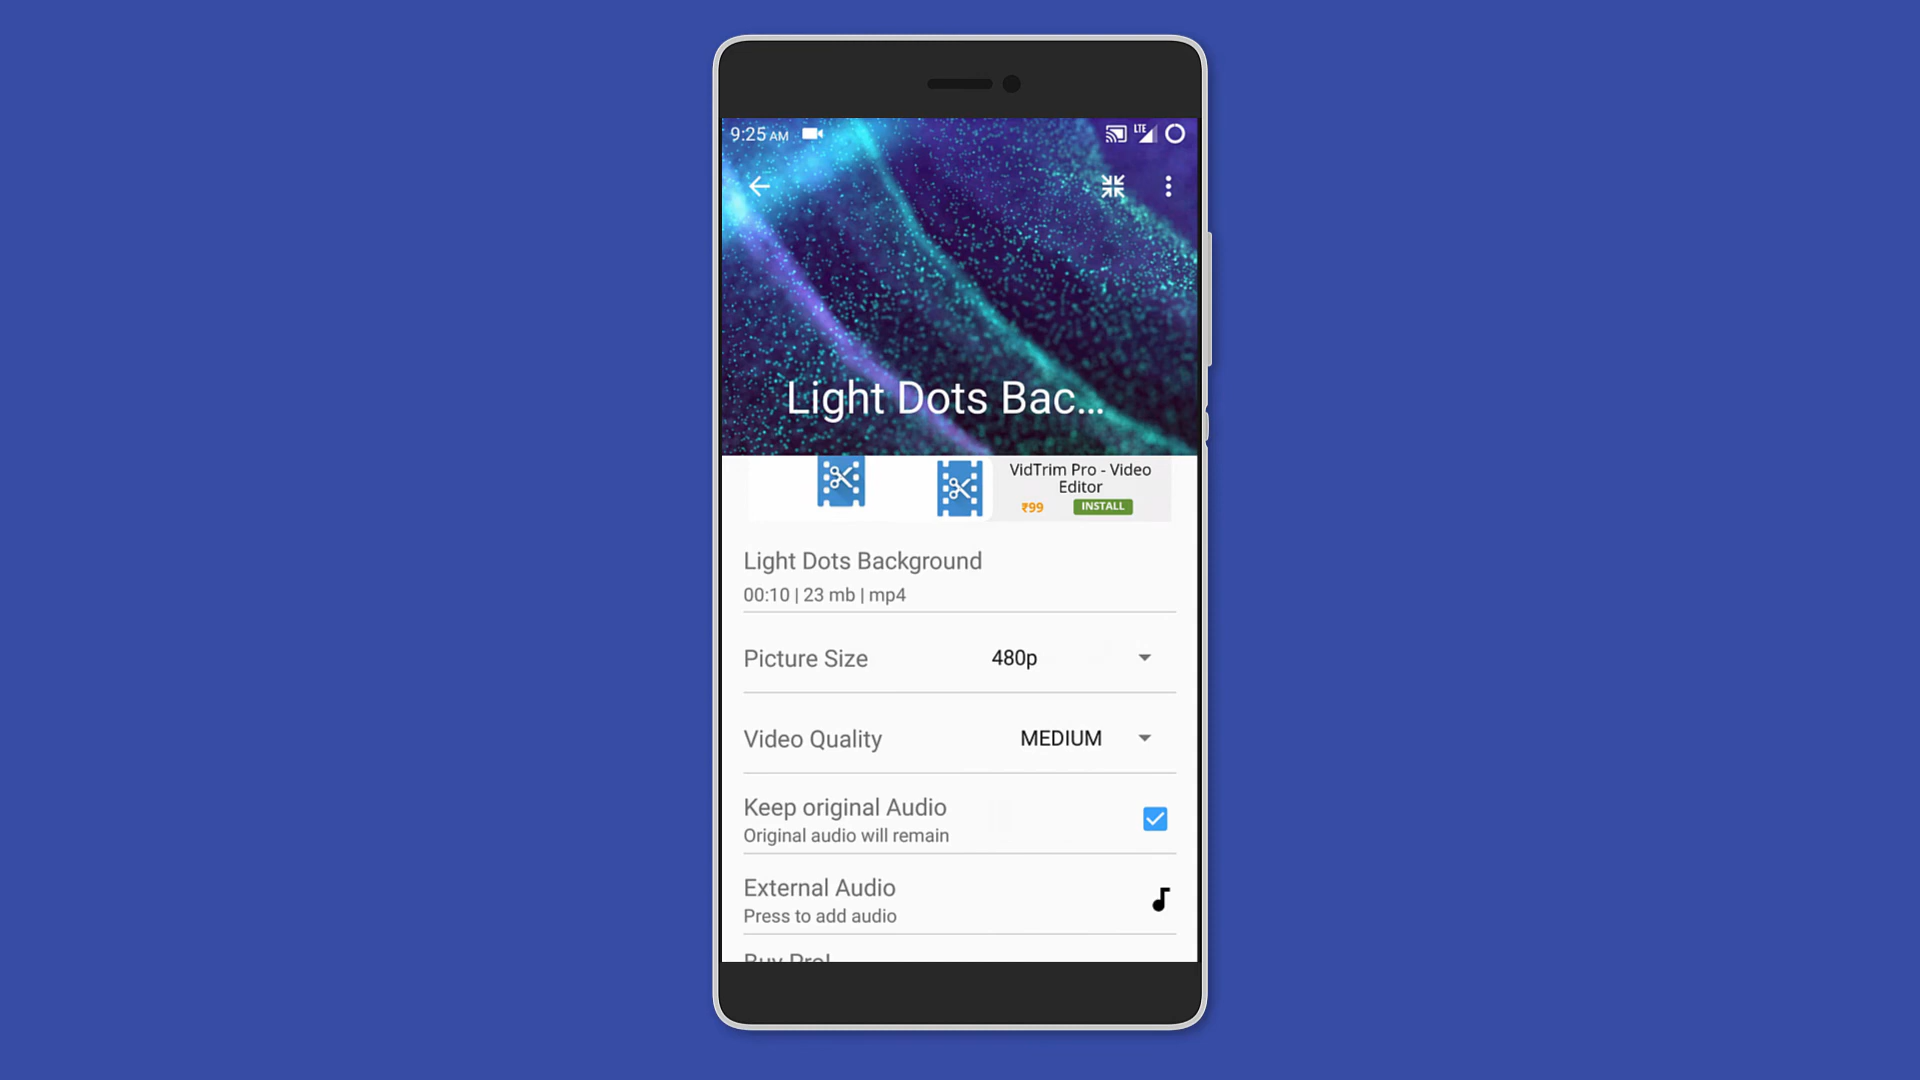 9:25 AM
LTE
Light Dots Bac...
VidTrim Pro - Video
Editor
₹99
INSTALL
Light Dots Background
00:10 | 23 mb | mp4
Picture Size
480p
Video Quality
MEDIUM
Keep original Audio
Original audio will remain
External Audio
Press to add audio
Buy Pro!